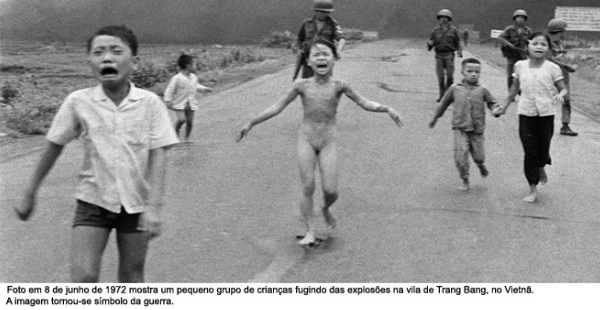 Foto em 8 de junho de 1972 mostra um pequeno grupo de crianças fugindo das explosões na vila de Trang Bang, no Vietnã.
A imagem tornou-se símbolo da guerra.